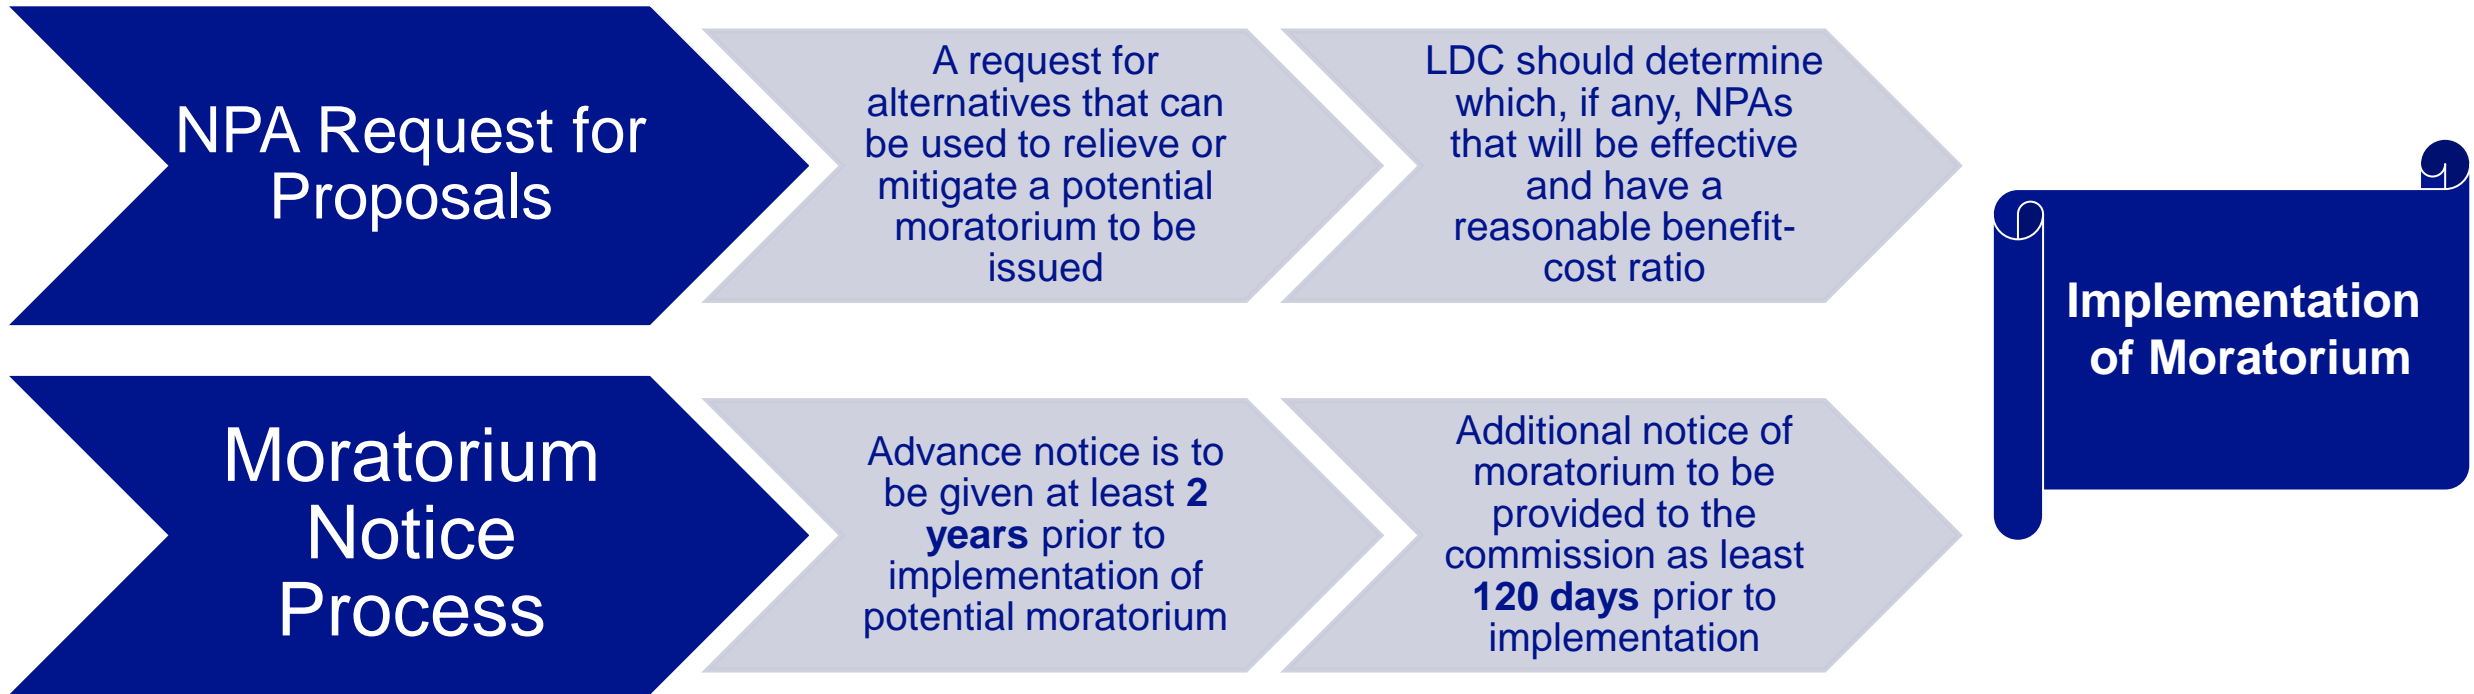 NPA Request for
Proposals
A request for
alternatives that can
be used to relieve or
mitigate a potential
moratorium to be
issued
LDC should determine
which, if any, NPAs
that will be effective
and have a
reasonable benefit-
cost ratio
Implementation
of Moratorium
Moratorium
Notice
Process
Advance notice is to
be given at least 2
years prior to
implementation of
potential moratorium
Additional notice of
moratorium to be
provided to the
commission as least
120 days prior to
implementation